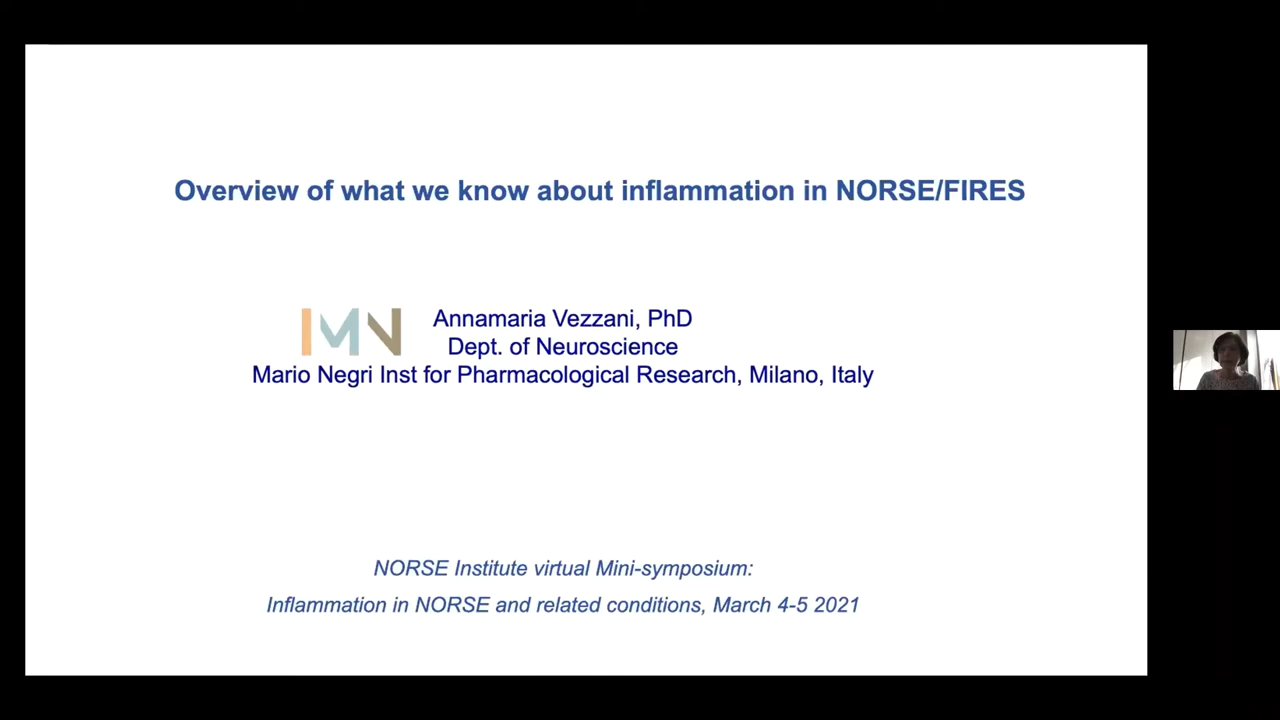 Overview of what we know about inflammation in NORSE/FIRES
IMN
Annamaria Vezzani, PhD
Dept. of Neuroscience
Mario Negri Inst for Pharmacological Research, Milano, Italy
NORSE Institute virtual Mini-symposium:
Inflammation in NORSE and related conditions, March 4-5 2021